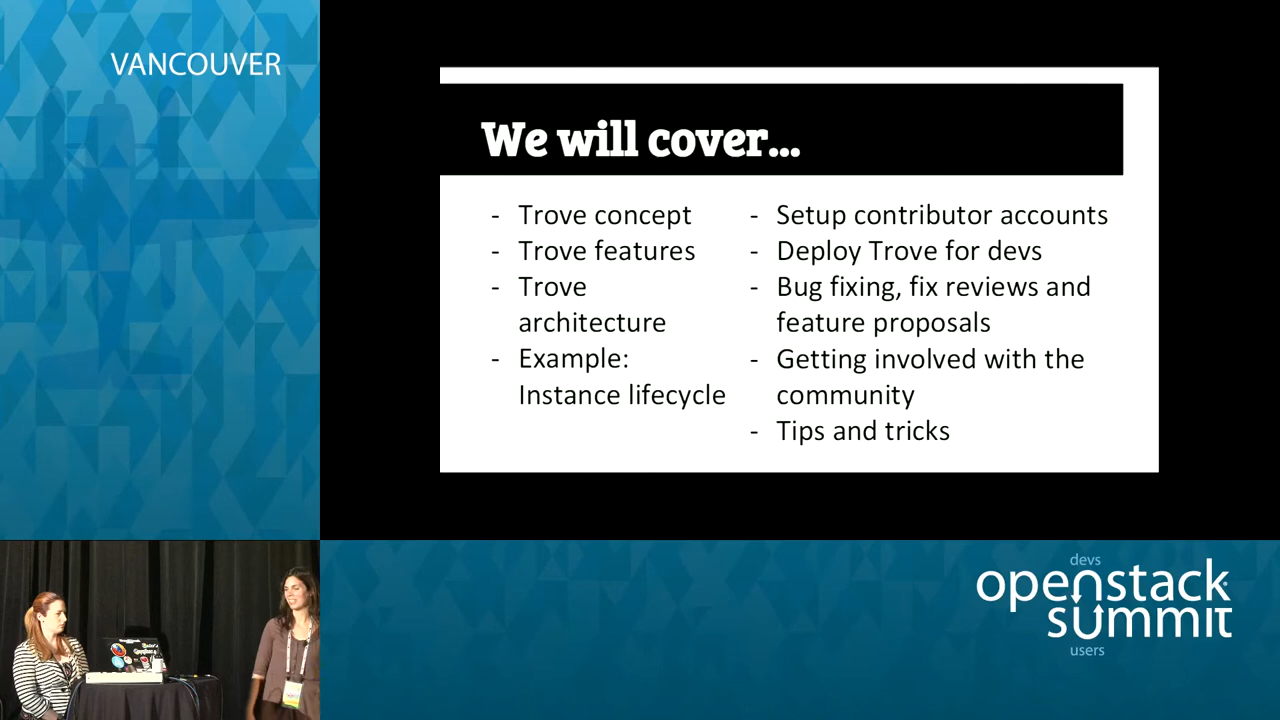 VANCOUVER
We will cover...
- Trove concept
- Trove features
- Trove
architecture
- Example:
Instance lifecycle
- Setup contributor accounts
- Deploy Trove for devs
- Bug fixing, fix reviews and
feature proposals
- Getting involved with the
community
- Tips and tricks
devs
openstack
summit
users